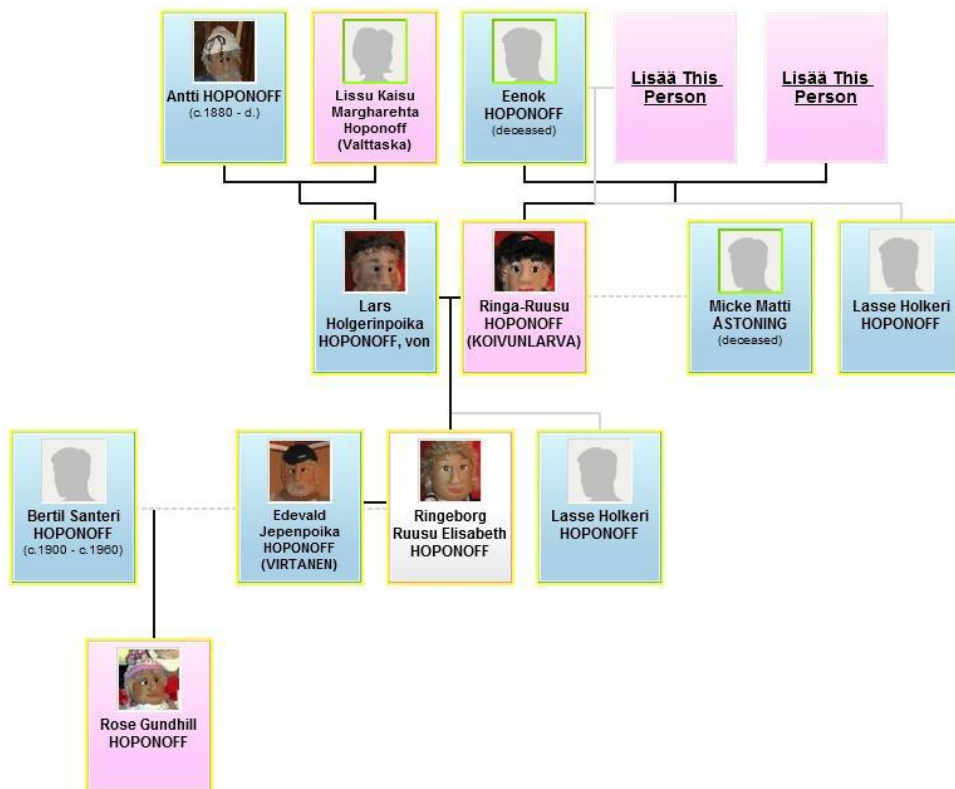 Antti HOPONOFF
(c.1880 - d.)
Lissu Kaisu
Margharehta
Hoponoff
(Valttaska)
Eenok
HOPONOFF
(deceased)
Lisää This
Person
Lisää This
Person
Lars
Holgerinpoika
HOPONOFF, von
Ringa-Ruusu
HOPONOFF
(KOIVUNLARVA)
Micke Matti
ÅSTONING
(deceased)
Lasse Holkeri
HOPONOFF
Bertil Santeri
HOPONOFF
(c.1900 - c.1960)
Edevald
Jepenpoika
HOPONOFF
(VIRTANEN)
Ringeborg
Ruusu Elisabeth
HOPONOFF
Lasse Holkeri
HOPONOFF
Rose Gundhill
HOPONOFF